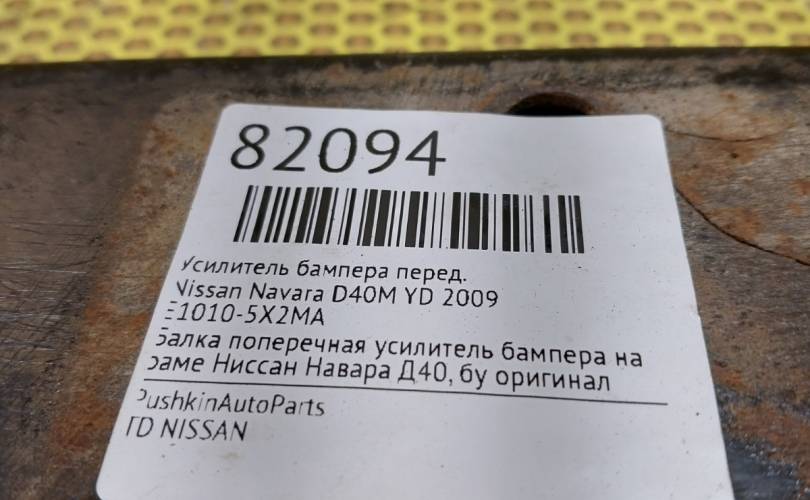 82094
Усилитель бампера перед.
Nissan Navara D40M YD 2009
E1010-5X2MA
Балка поперечная усилитель бампера на
раме Ниссан Навара Д40, бу оригинал
PushkinAutoParts
TD NISSAN